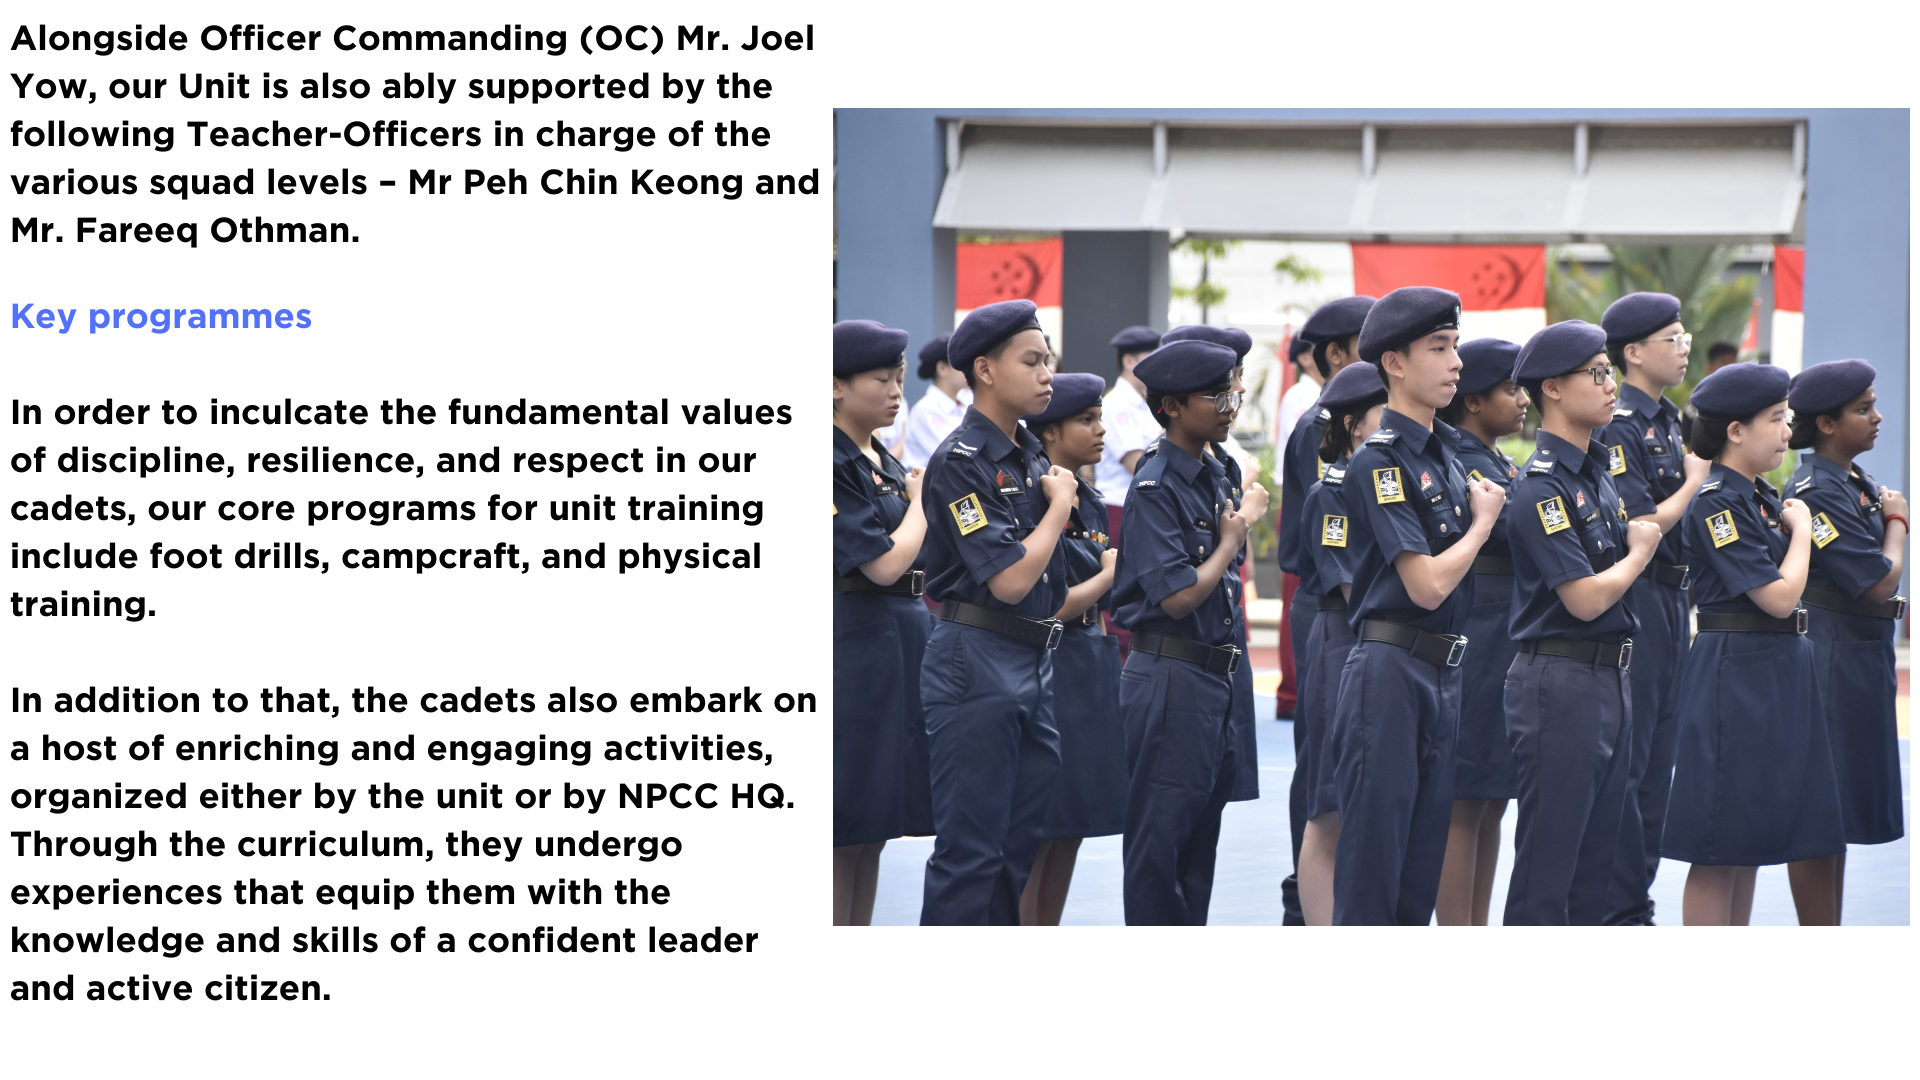 Alongside Officer Commanding (OC) Mr. Joel
Yow, our Unit is also ably supported by the
following Teacher-Officers in charge of the
various squad levels – Mr Peh Chin Keong and
Mr. Fareeq Othman.
Key programmes
In order to inculcate the fundamental values
of discipline, resilience, and respect in our
cadets, our core programs for unit training
include foot drills, campcraft, and physical
training.
In addition to that, the cadets also embark on
a host of enriching and engaging activities,
organized either by the unit or by NPCC HQ.
Through the curriculum, they undergo
experiences that equip them with the
knowledge and skills of a confident leader
and active citizen.
NPCC
NPCC
NPCC